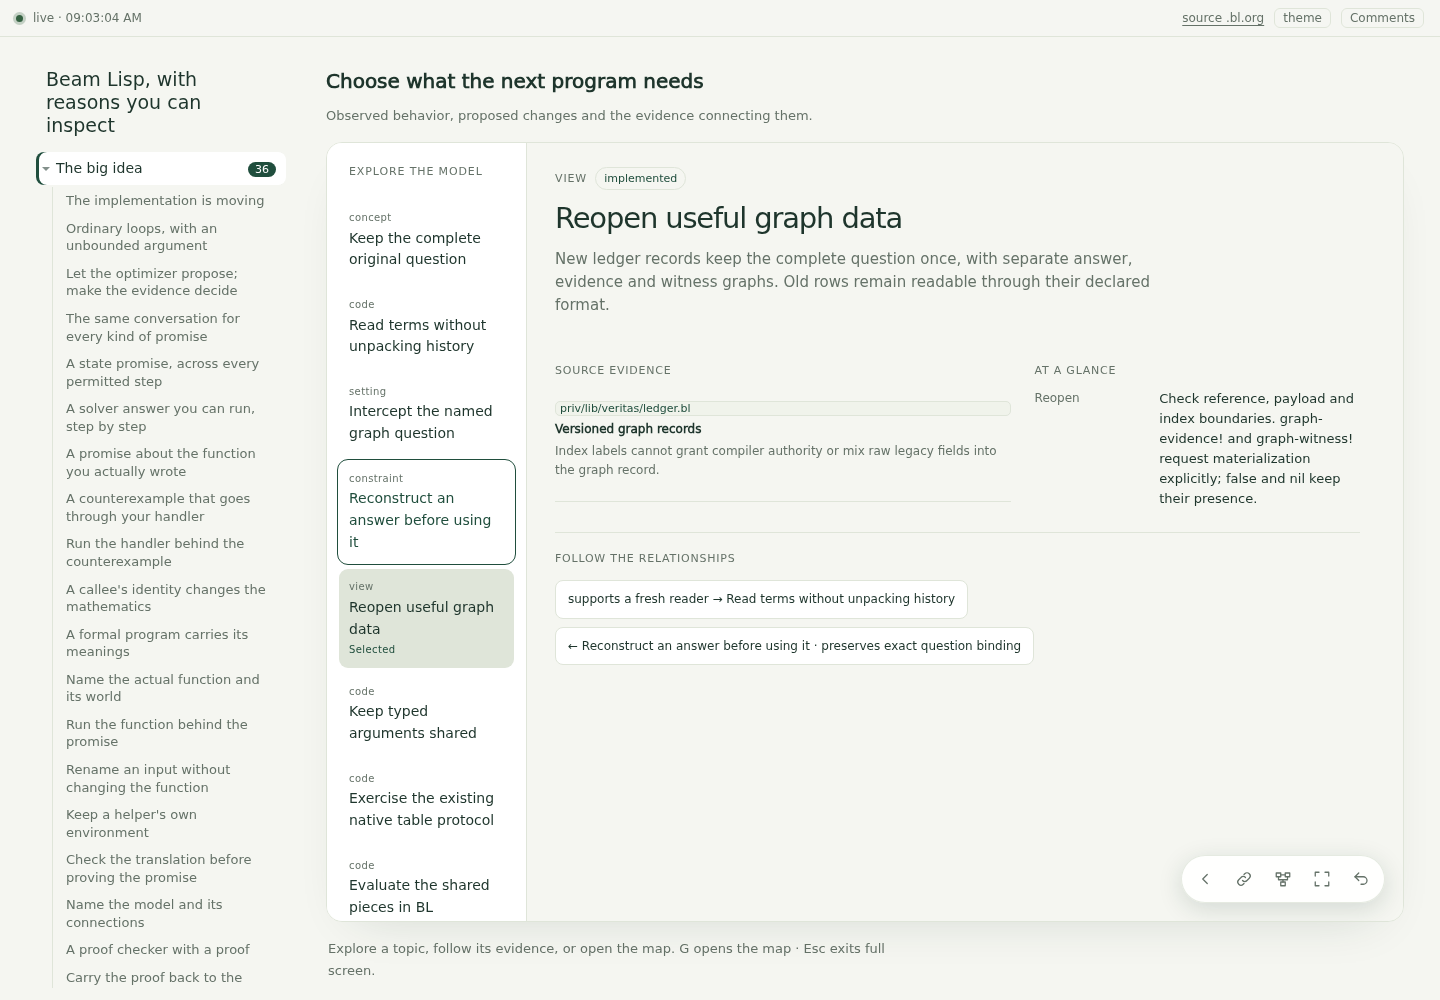 live · 09:03:04 AM
source .bl.org
theme
Comments
Beam Lisp, with
reasons you can
inspect
The big idea
36
The implementation is moving
Ordinary loops, with an
unbounded argument
Let the optimizer propose;
make the evidence decide
The same conversation for
every kind of promise
A state promise, across every
permitted step
A solver answer you can run,
step by step
A promise about the function
you actually wrote
A counterexample that goes
through your handler
Run the handler behind the
counterexample
A callee's identity changes the
mathematics
A formal program carries its
meanings
Name the actual function and
its world
Run the function behind the
promise
Rename an input without
changing the function
Keep a helper's own
environment
Check the translation before
proving the promise
Name the model and its
connections
A proof checker with a proof
Carry the proof back to the
Choose what the next program needs
Observed behavior, proposed changes and the evidence connecting them.
EXPLORE THE MODEL
concept
Keep the complete
original question
code
Read terms without
unpacking history
setting
Intercept the named
graph question
constraint
Reconstruct an
answer before using
it
view
Reopen useful graph
data
Selected
code
Keep typed
arguments shared
code
Exercise the existing
native table protocol
code
Evaluate the shared
pieces in BL
VIEW
implemented
Reopen useful graph data
New ledger records keep the complete question once, with separate answer,
evidence and witness graphs. Old rows remain readable through their declared
format.
SOURCE EVIDENCE
priv/lib/veritas/ledger.bl
Versioned graph records
Index labels cannot grant compiler authority or mix raw legacy fields into
the graph record.
AT A GLANCE
Reopen
Check reference, payload and
index boundaries. graph-
evidence! and graph-witness!
request materialization
explicitly; false and nil keep
their presence.
FOLLOW THE RELATIONSHIPS
supports a fresh reader → Read terms without unpacking history
← Reconstruct an answer before using it · preserves exact question binding
Explore a topic, follow its evidence, or open the map. G opens the map · Esc exits full
screen.